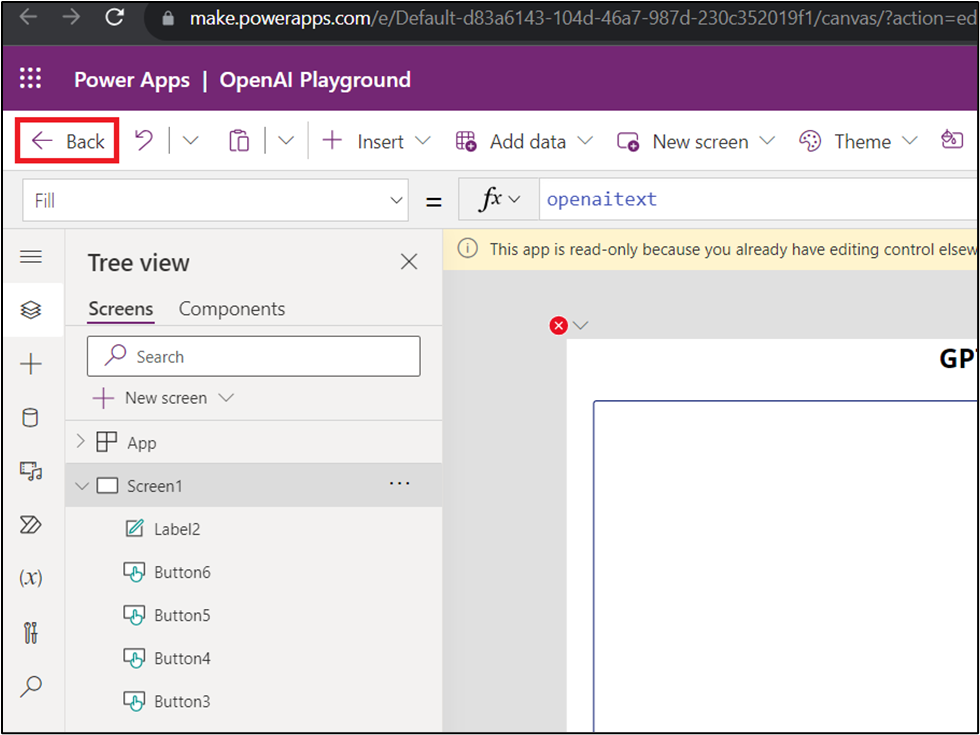 make.powerapps.com/e/Default-d83a6143-104d-46a7-987d-230c352019f1/canvas/?action=ed
Power Apps | OpenAI Playground
Back Insert Add data New screen Theme
Fill = fx openaitext
Tree view
This app is read-only because you already have editing control elsew
Screens Components
Search
New screen
GPT
App
Screen1 ...
Label2
Button6
Button5
(x)
Button4
Button3